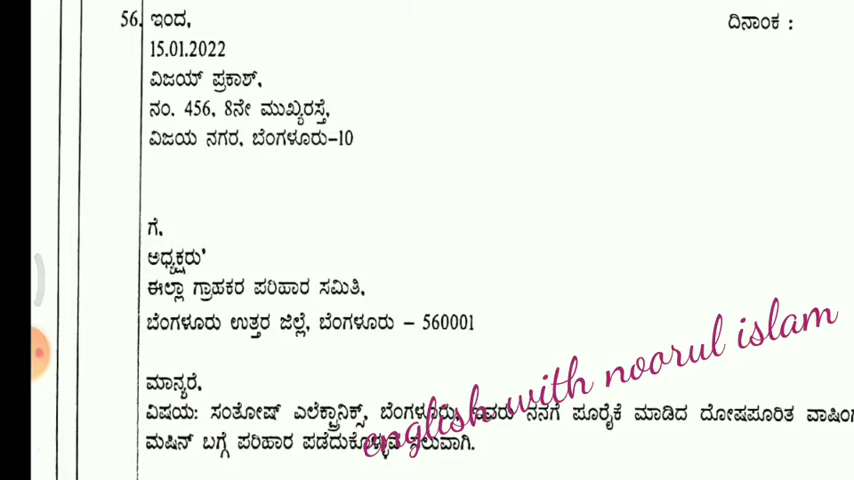 56. ಇಂದ, ದಿನಾಂಕ :
15.01.2022
ವಿಜಯ್ ಪ್ರಕಾಶ್,
ನಂ. 456, 8ನೇ ಮುಖ್ಯರಸ್ತೆ,
ವಿಜಯ ನಗರ, ಬೆಂಗಳೂರು-10
ಗೆ,
ಅಧ್ಯಕ್ಷರು'
ಈಲ್ಲಾ ಗ್ರಾಹಕರ ಪರಿಹಾರ ಸಮಿತಿ,
ಬೆಂಗಳೂರು ಉತ್ತರ ಜಿಲ್ಲೆ, ಬೆಂಗಳೂರು – 560001
ಮಾನ್ಯರೆ,
ವಿಷಯ: ಸಂತೋಷ್ ಎಲೆಕ್ಟ್ರಾನಿಕ್ಸ್, ಬೆಂಗಳೂರು, ಇವರು ನನಗೆ ಪೂರೈಕೆ ಮಾಡಿದ ದೋಷಪೂರಿತ
ಮಷಿನ್ ಬಗ್ಗೆ ಪರಿಹಾರ
english with noorul islam